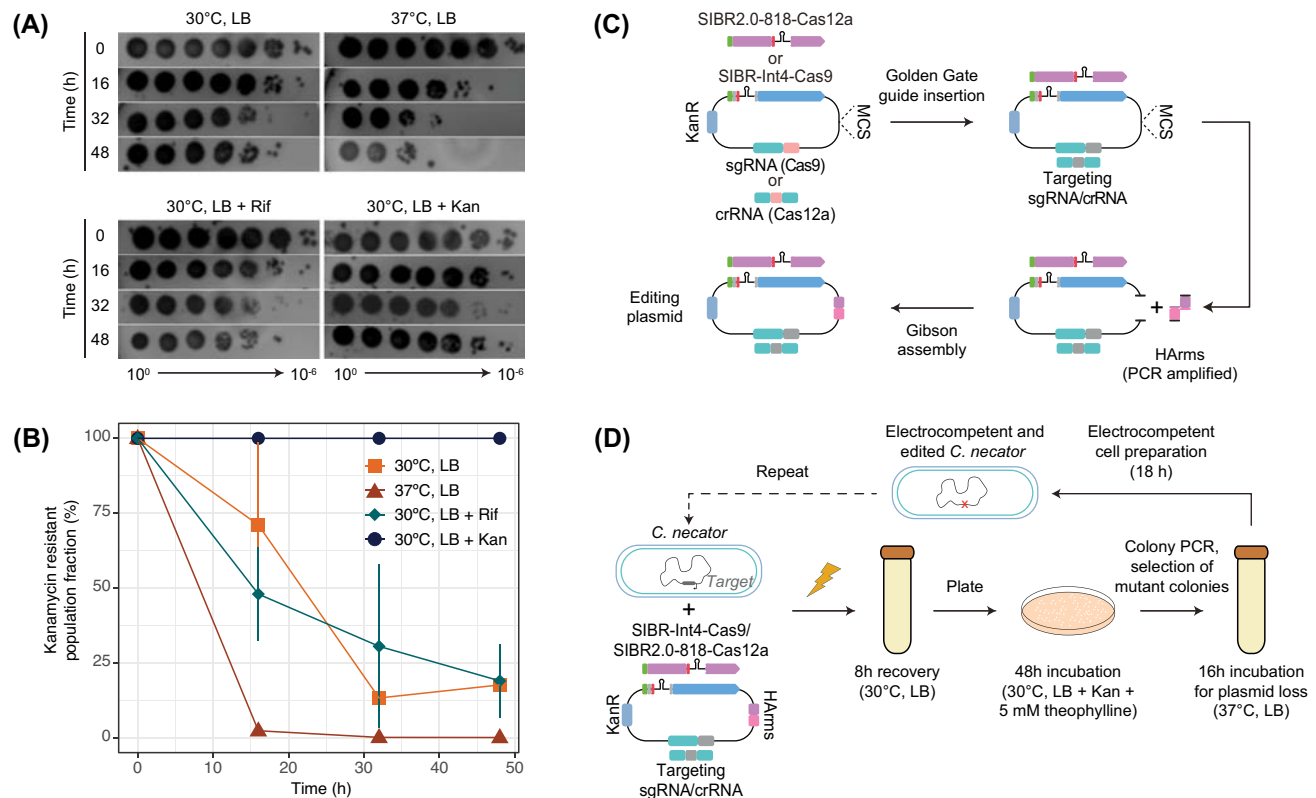 (A)
30°C, LB
37°C, LB
Time (h)
0
16
32
48
30°C, LB + Rif
30°C, LB + Kan
Time (h)
0
16
32
48
10⁰
10⁻⁶
10⁰
10⁻⁶
(B)
Kanamycin resistant
population fraction (%)
100
75
50
25
0
30ºC, LB
37ºC, LB
30ºC, LB + Rif
30ºC, LB + Kan
0
10
20
30
40
50
Time (h)
(C)
SIBR2.0-818-Cas12a
or
SIBR-Int4-Cas9
KanR
MCS
sgRNA (Cas9)
or
crRNA (Cas12a)
Golden Gate
guide insertion
MCS
Targeting
sgRNA/crRNA
+
HArms
(PCR amplified)
Gibson
assembly
Editing
plasmid
(D)
C. necator
Target
+
SIBR-Int4-Cas9/
SIBR2.0-818-Cas12a
KanR
HArms
Targeting
sgRNA/crRNA
8h recovery
(30°C, LB)
Plate
48h incubation
(30°C, LB + Kan +
5 mM theophylline)
Colony PCR,
selection of
mutant colonies
16h incubation
for plasmid loss
(37°C, LB)
Electrocompetent
cell preparation
(18 h)
Electrocompetent and
edited C. necator
Repeat